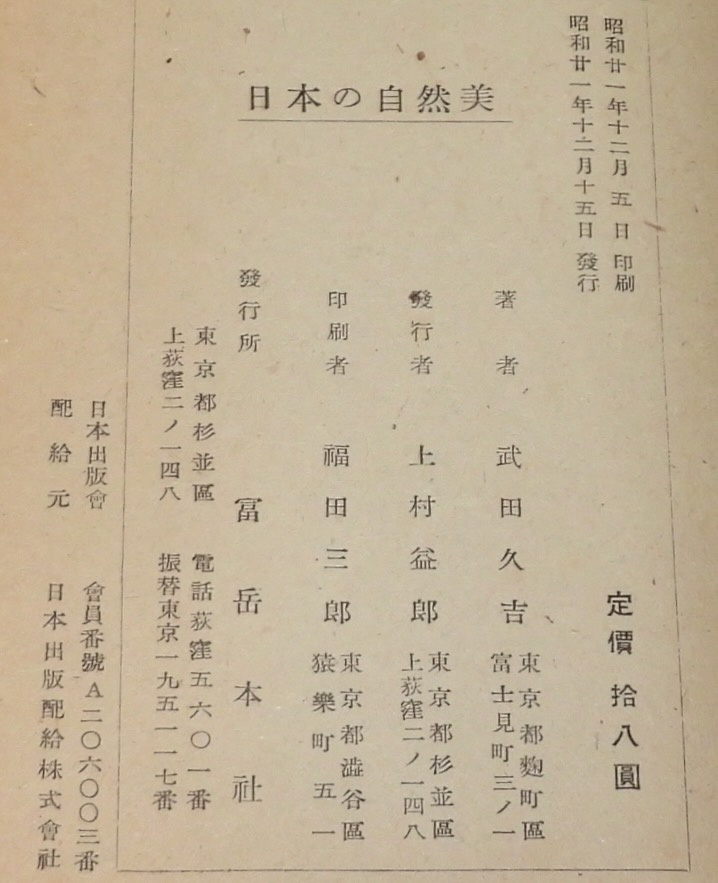 昭和廿一年十二月五日印刷
昭和廿一年十二月十五日發行
定價拾八圓
日本の自然美
著者 武田久吉
東京都麴町區
富士見町三ノ一
發行者 上村益郎
東京都杉並區
上荻窪二ノ一四八
印刷者 福田三郎
東京都澁谷區
猿樂町五一
發行所 冨岳本社
東京都杉並區 電話荻窪五六〇一番
上荻窪二ノ一四八 振替東京一九五一一七番
日本出版會 會員番號A二〇六〇〇三番
配給元 日本出版配給株式會社